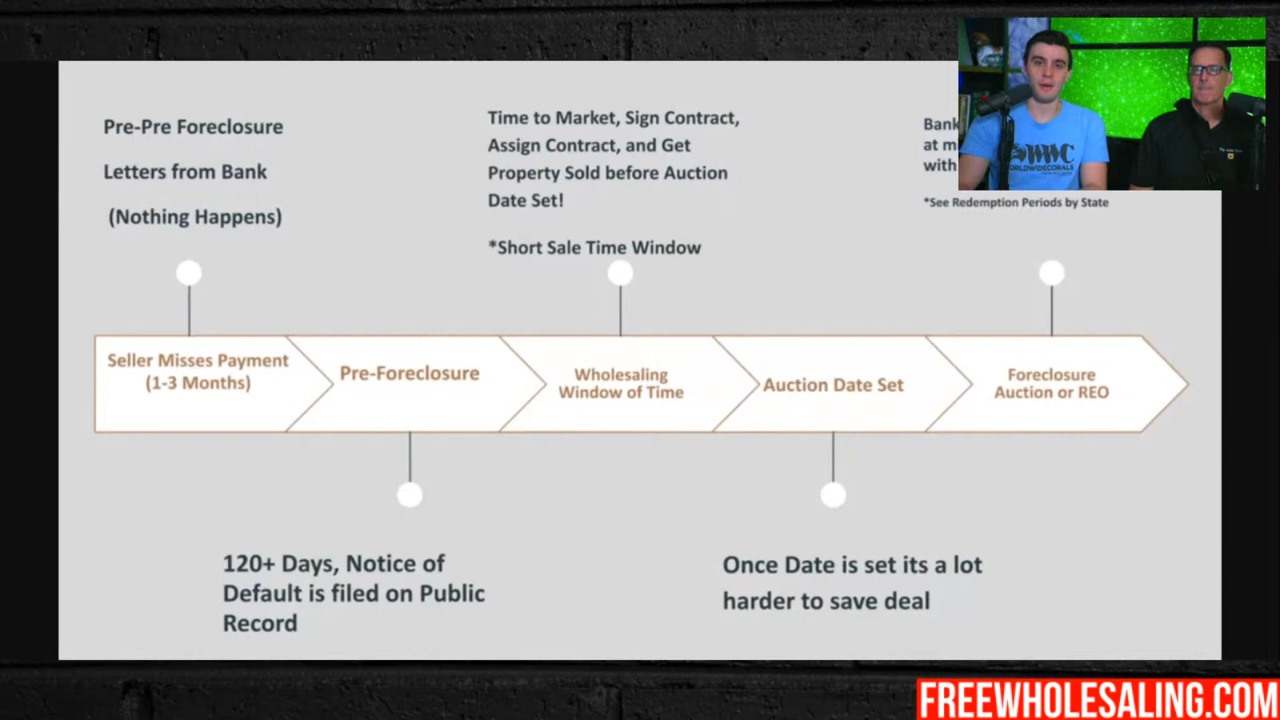 Pre-Pre Foreclosure
Letters from Bank
(Nothing Happens)
Time to Market, Sign Contract,
Assign Contract, and Get
Property Sold before Auction
Date Set!
*Short Sale Time Window
Bank
at m
with
*See Redemption Periods by State
WWC
WORLDWIDECORALS
Seller Misses Payment
(1-3 Months)
Pre-Foreclosure
Wholesaling
Window of Time
Auction Date Set
Foreclosure
Auction or REO
120+ Days, Notice of
Default is filed on Public
Record
Once Date is set its a lot
harder to save deal
FREEWHOLESALING.COM